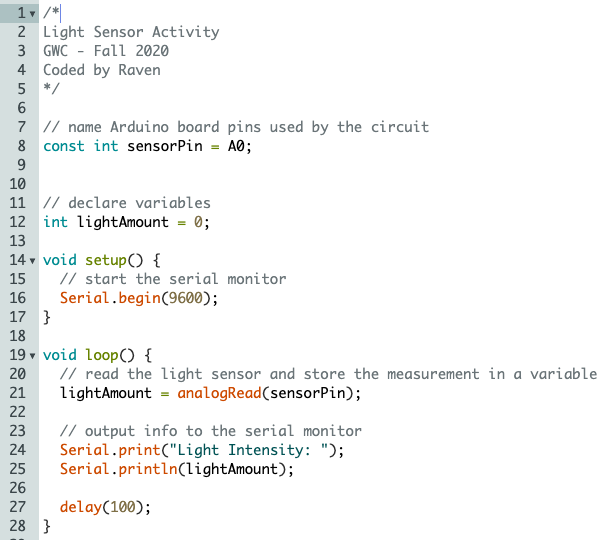 1 /*
2 Light Sensor Activity
3 GWC - Fall 2020
4 Coded by Raven
5 */
6
7 // name Arduino board pins used by the circuit
8 const int sensorPin = A0;
9
10
11 // declare variables
12 int lightAmount = 0;
13
14 void setup() {
15   // start the serial monitor
16   Serial.begin(9600);
17 }
18
19 void loop() {
20   // read the light sensor and store the measurement in a variable
21   lightAmount = analogRead(sensorPin);
22
23   // output info to the serial monitor
24   Serial.print("Light Intensity: ");
25   Serial.println(lightAmount);
26
27   delay(100);
28 }